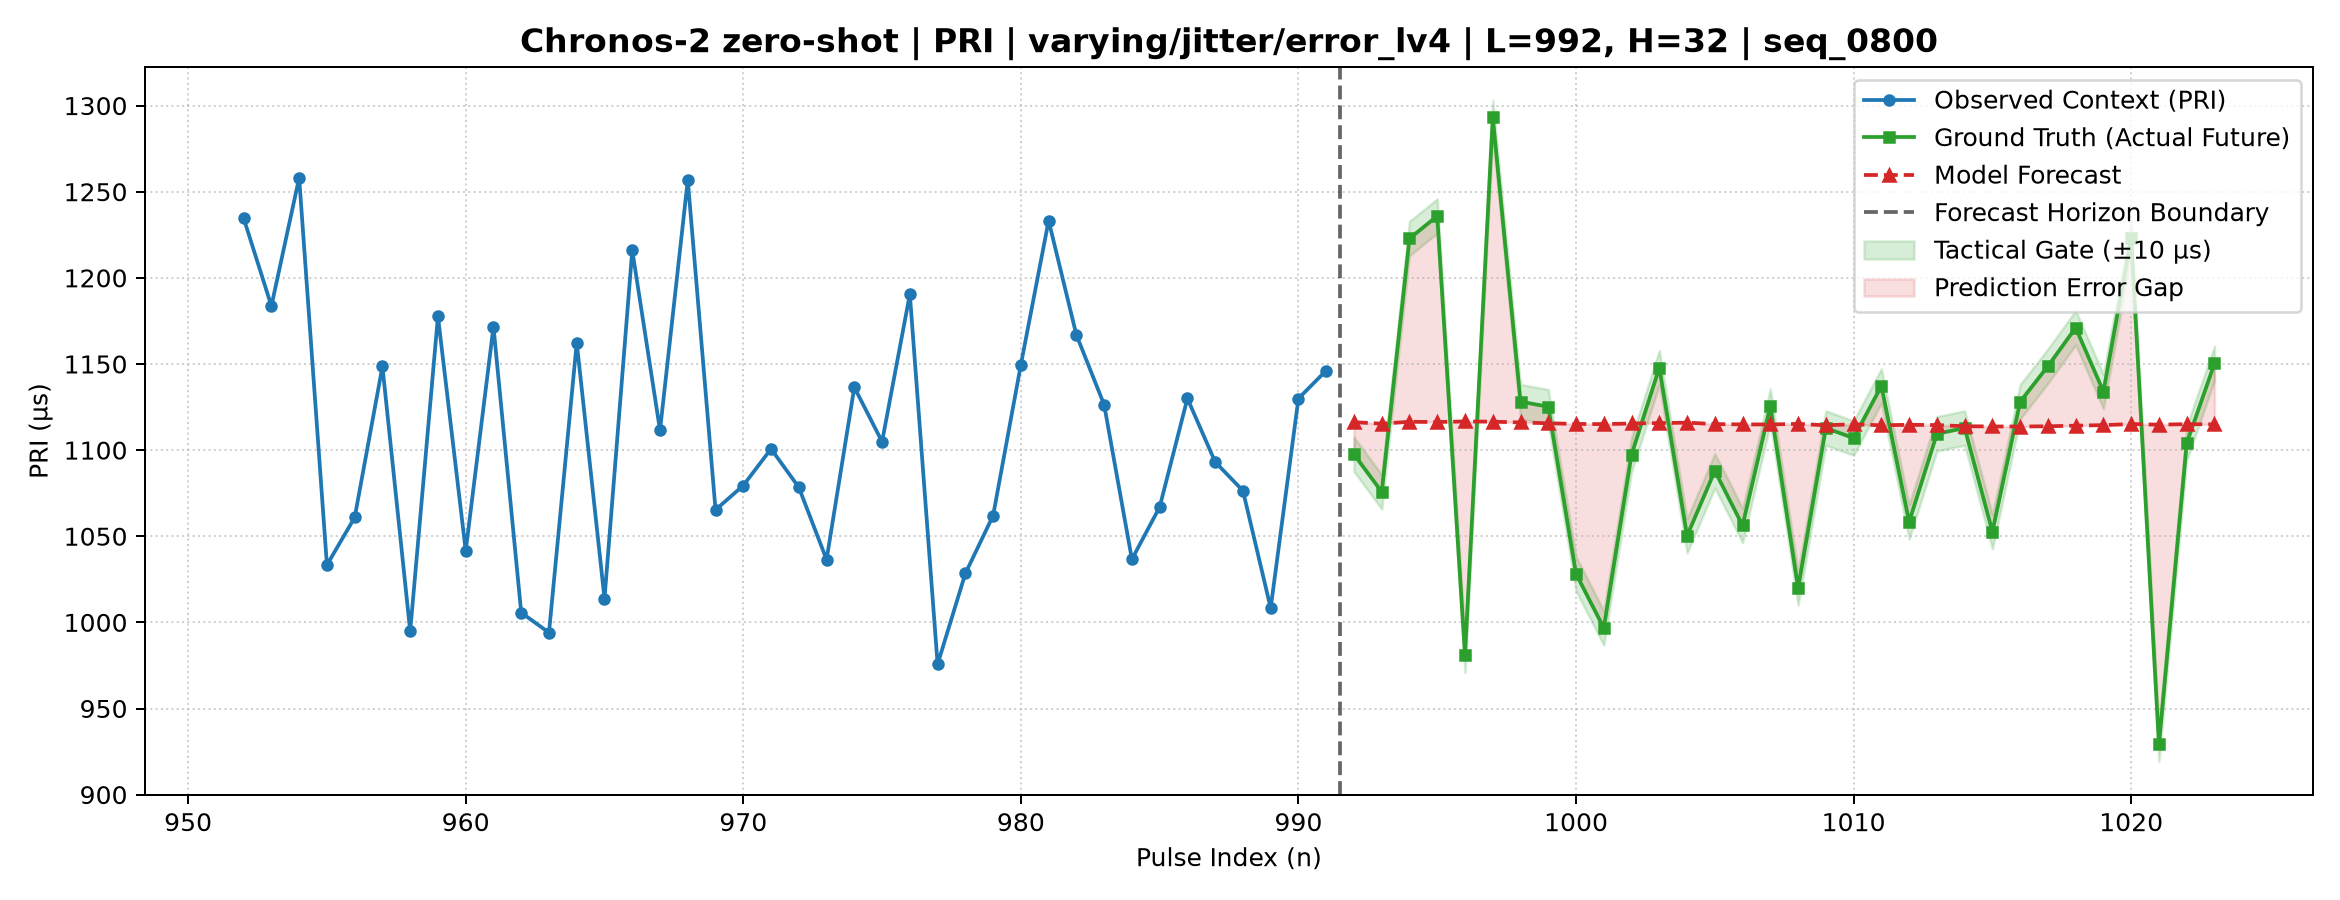 Chronos-2 zero-shot | PRI | varying/jitter/error_lv4 | L=992, H=32 | seq_0800
Observed Context (PRI)
Ground Truth (Actual Future)
Model Forecast
Forecast Horizon Boundary
Tactical Gate (±10 μs)
Prediction Error Gap
PRI (μs)
1300
1250
1200
1150
1100
1050
1000
950
900
950 960 970 980 990 1000 1010 1020
Pulse Index (n)